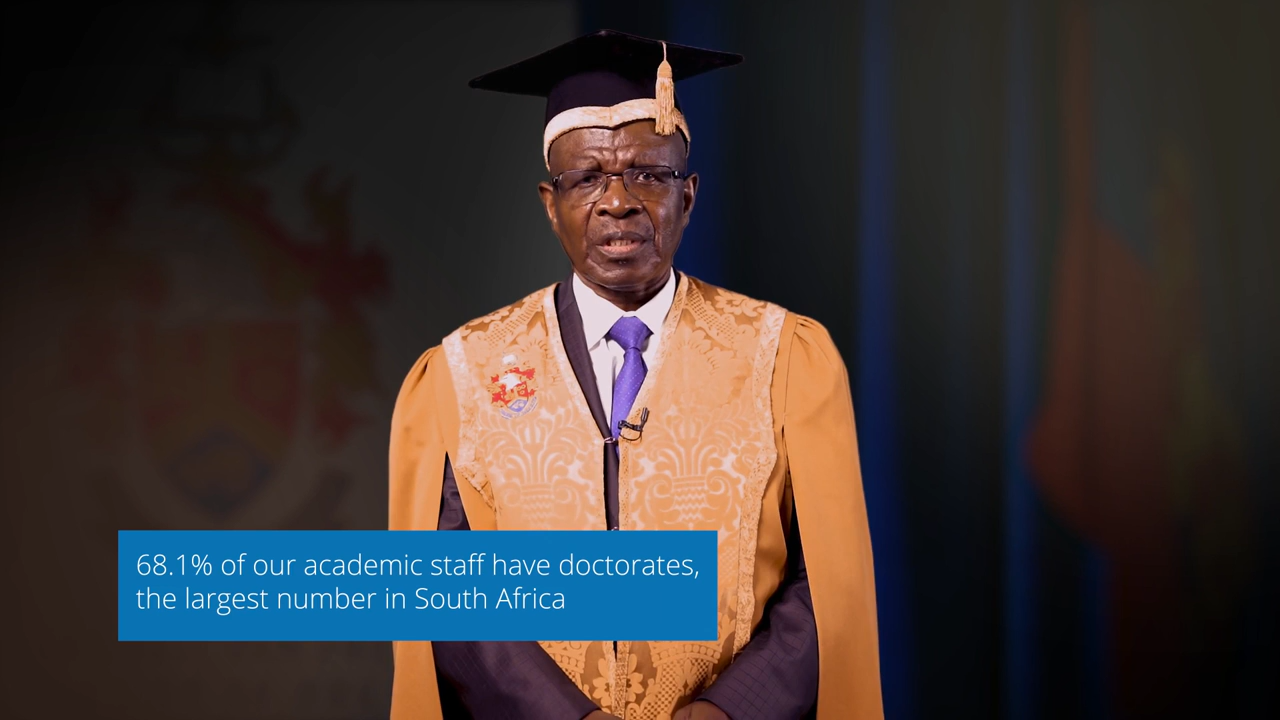 68.1% of our academic staff have doctorates,
the largest number in South Africa